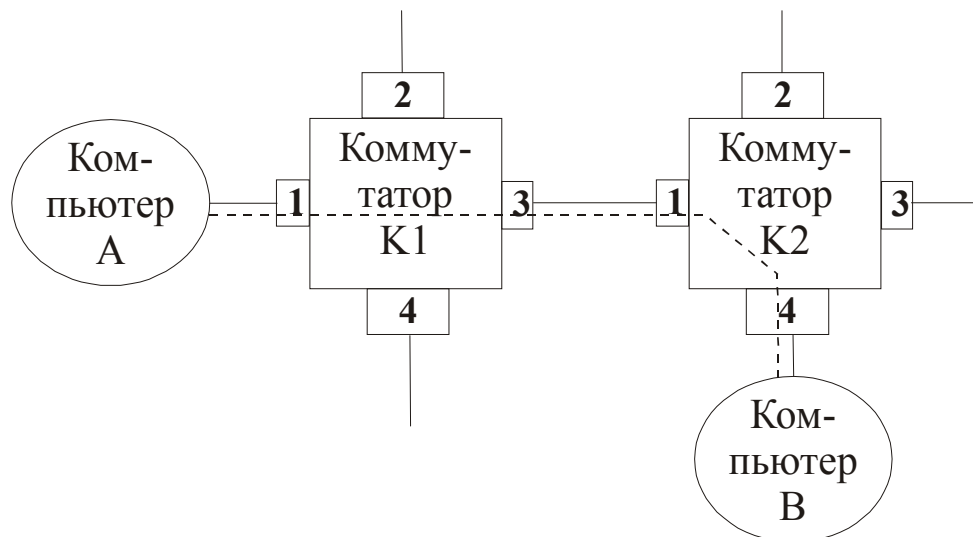 2
2
Ком-
пьютер
А
1
Комму-
татор
К1
3
1
Комму-
татор
К2
3
4
4
Ком-
пьютер
В